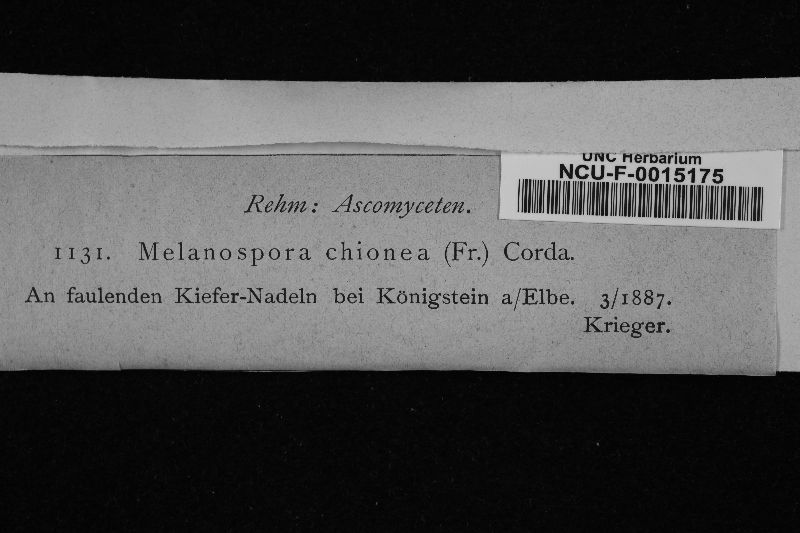 UNC Herbarium
NCU-F-0015175
Rehm: Ascomyceten.
1131. Melanospora chionea (Fr.) Corda.
An faulenden Kiefer-Nadeln bei Königstein a/Elbe. 3/1887.
Krieger.